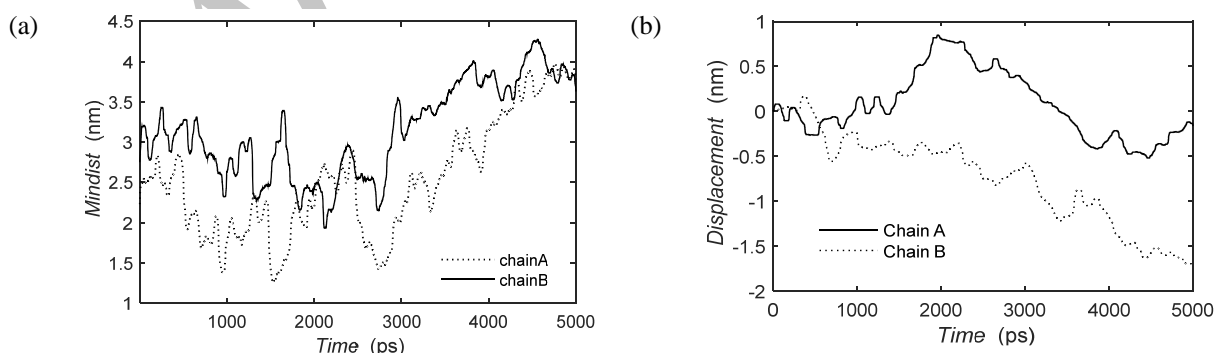 (a)
4.5
4
3.5
3
2.5
2
1.5
1
Mindist (nm)
1000 2000 3000 4000 5000
Time (ps)
chainA
chainB
(b)
1
0.5
0
-0.5
-1
-1.5
-2
Displacement (nm)
0 1000 2000 3000 4000 5000
Time (ps)
Chain A
Chain B